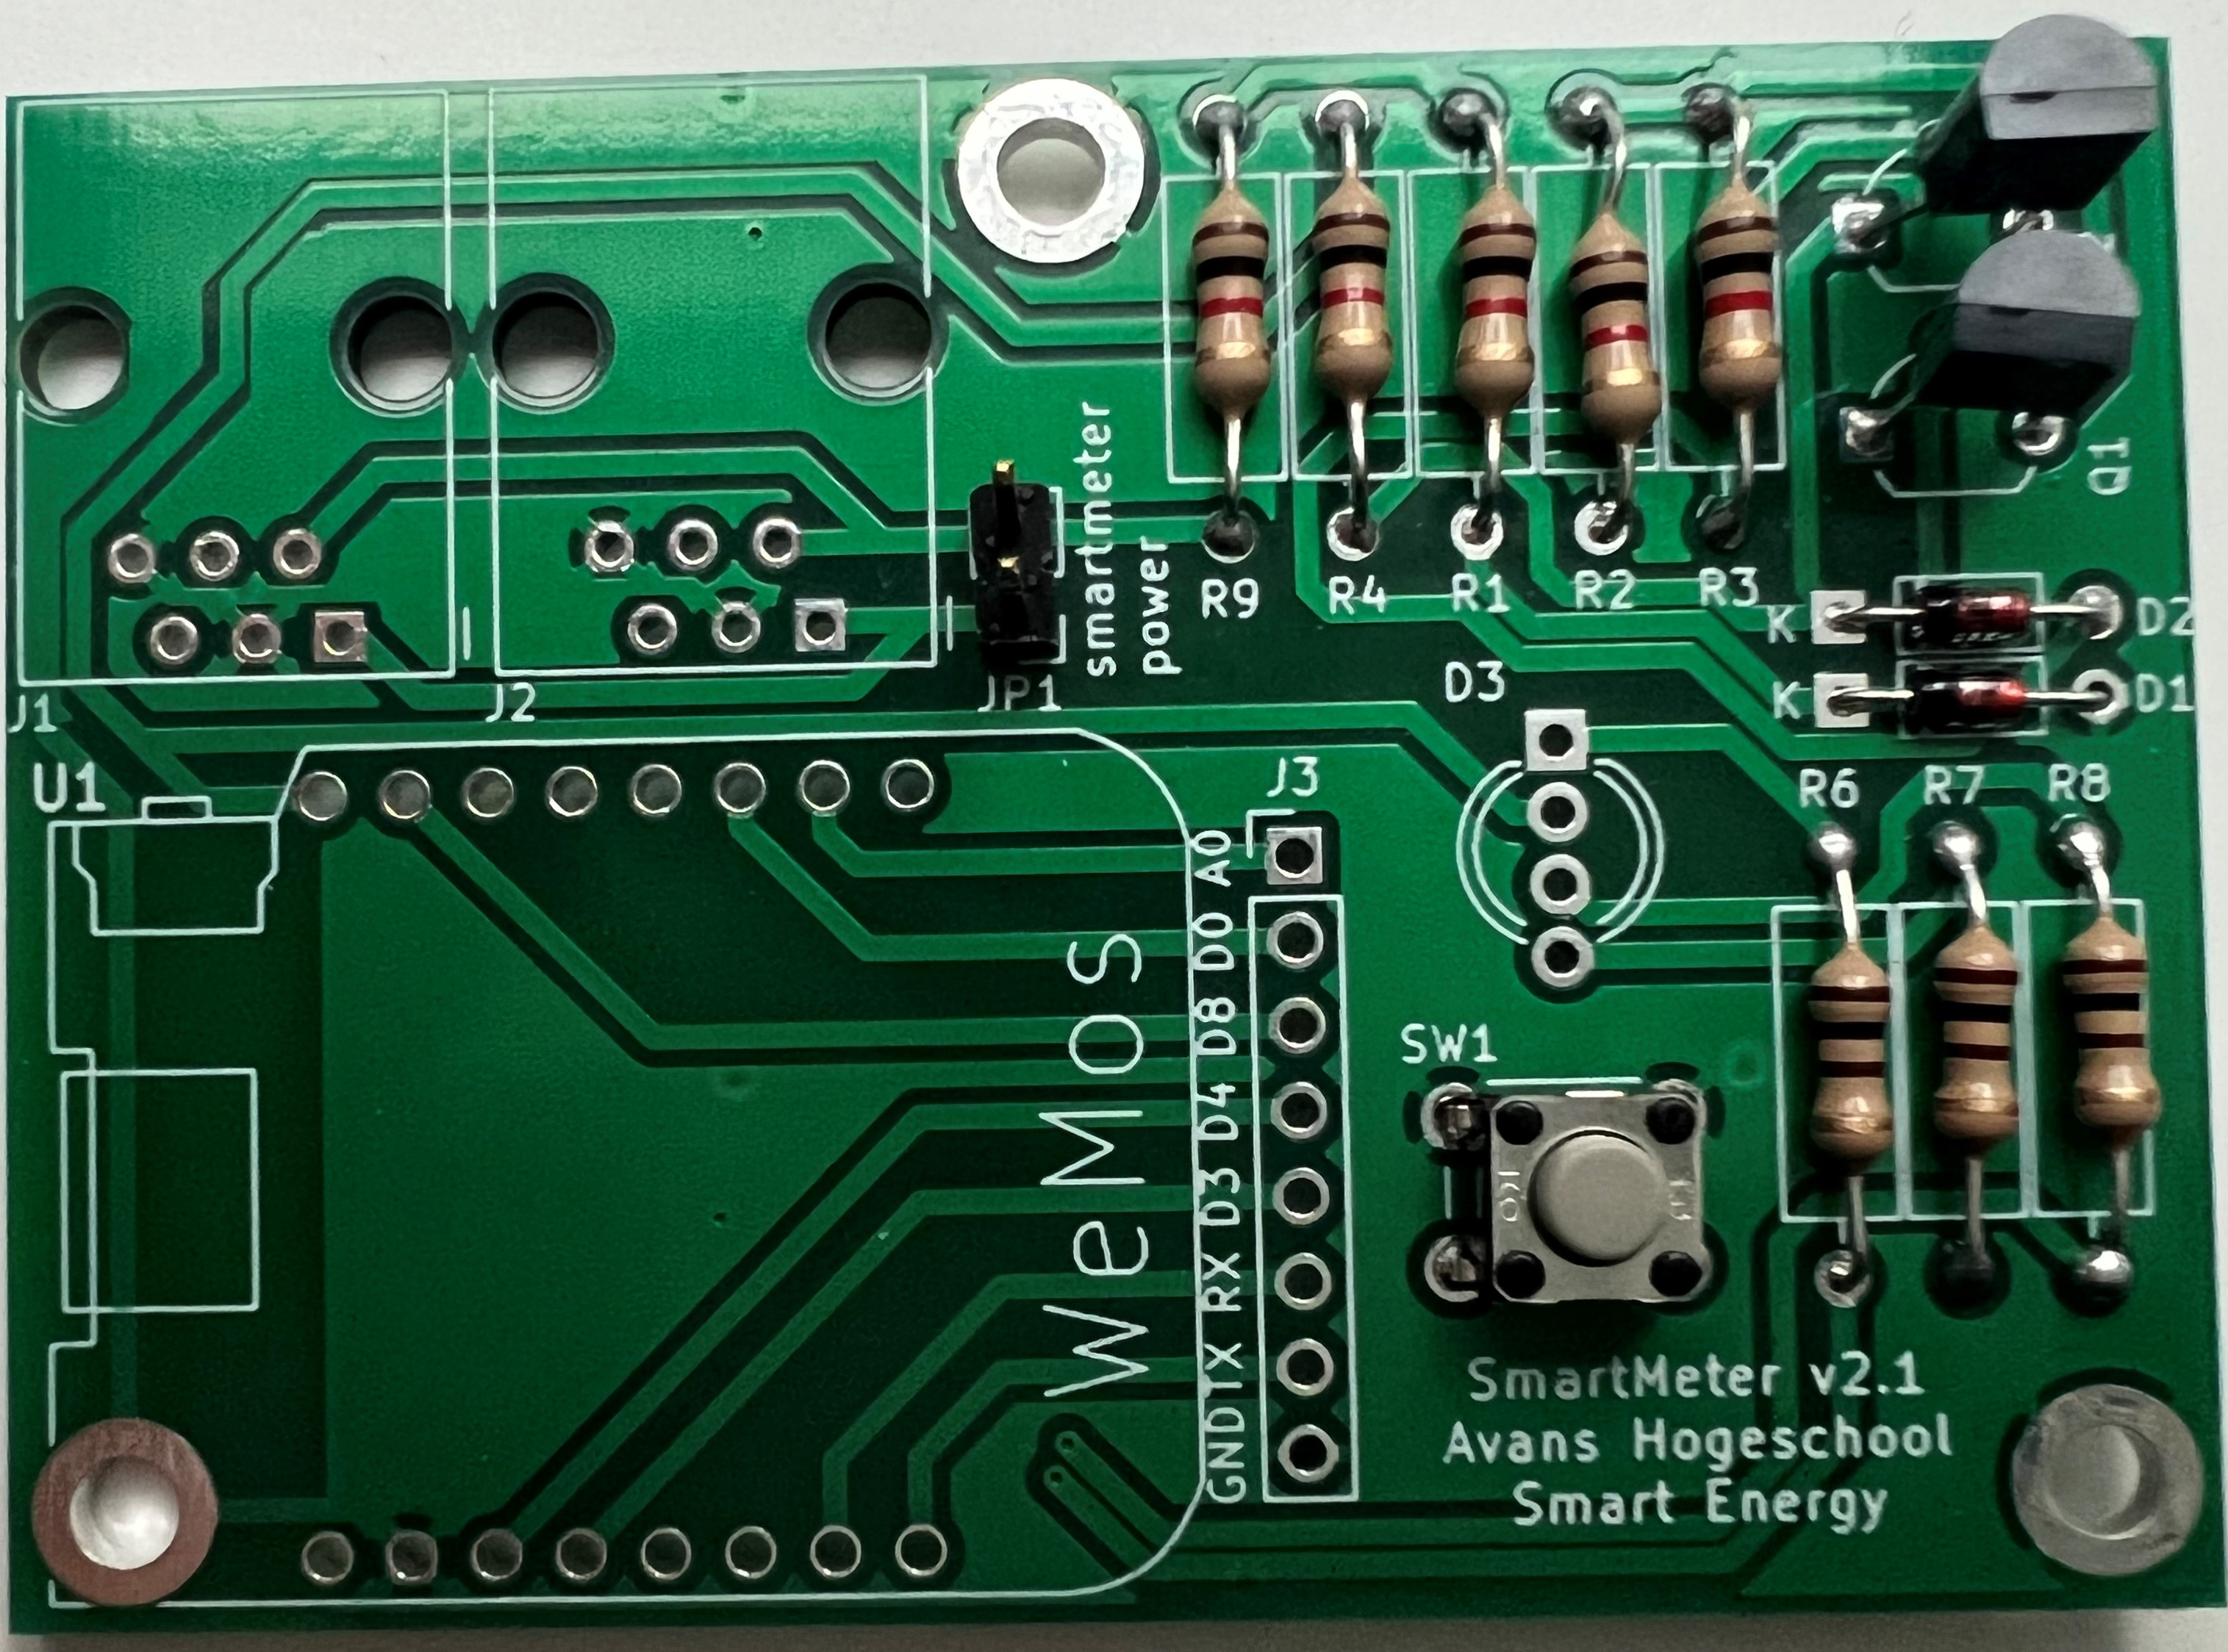 smartmeter
power
R9
R4
R1
R2
R3
Q1
K
D2
K
D1
J1
J2
JP1
D3
U1
J3
R6
R7
R8
A0
D0
D8
D4
D3
RX
TX
GND
WeMos
SW1
SmartMeter v2.1
Avans Hogeschool
Smart Energy